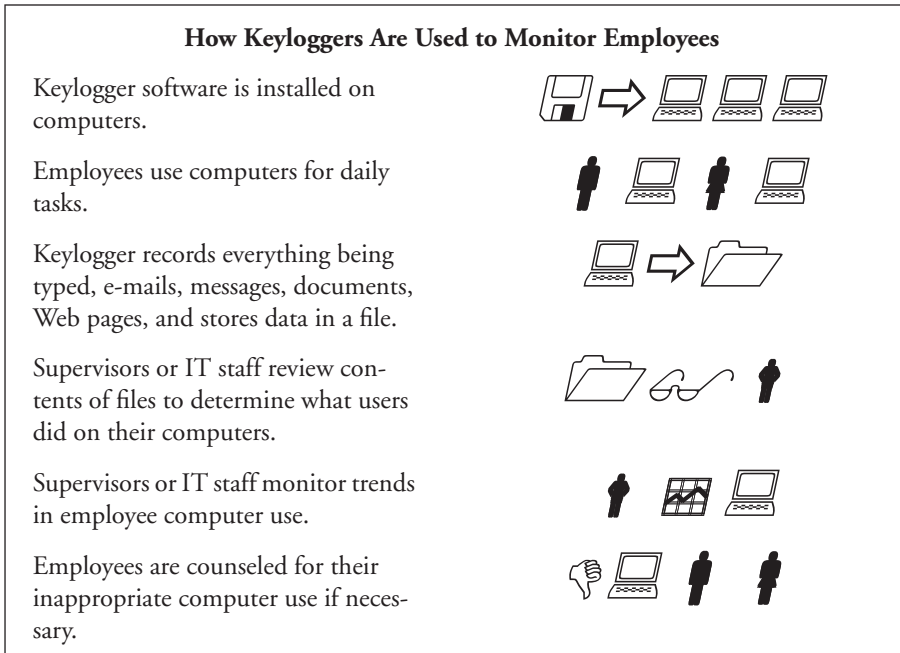 How Keyloggers Are Used to Monitor Employees
Keylogger software is installed on
computers.
Employees use computers for daily
tasks.
Keylogger records everything being
typed, e-mails, messages, documents,
Web pages, and stores data in a file.
Supervisors or IT staff review con-
tents of files to determine what users
did on their computers.
Supervisors or IT staff monitor trends
in employee computer use.
Employees are counseled for their
inappropriate computer use if neces-
sary.